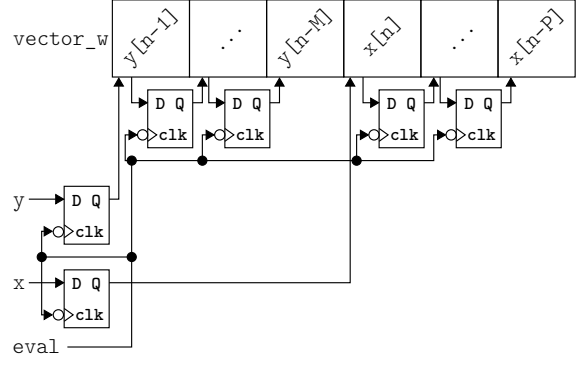 vector_w y[n-1] ... y[n-M] x[n] ... x[n-P]
D Q D Q D Q D Q
clk clk clk clk
y D Q
clk
x D Q
clk
eval